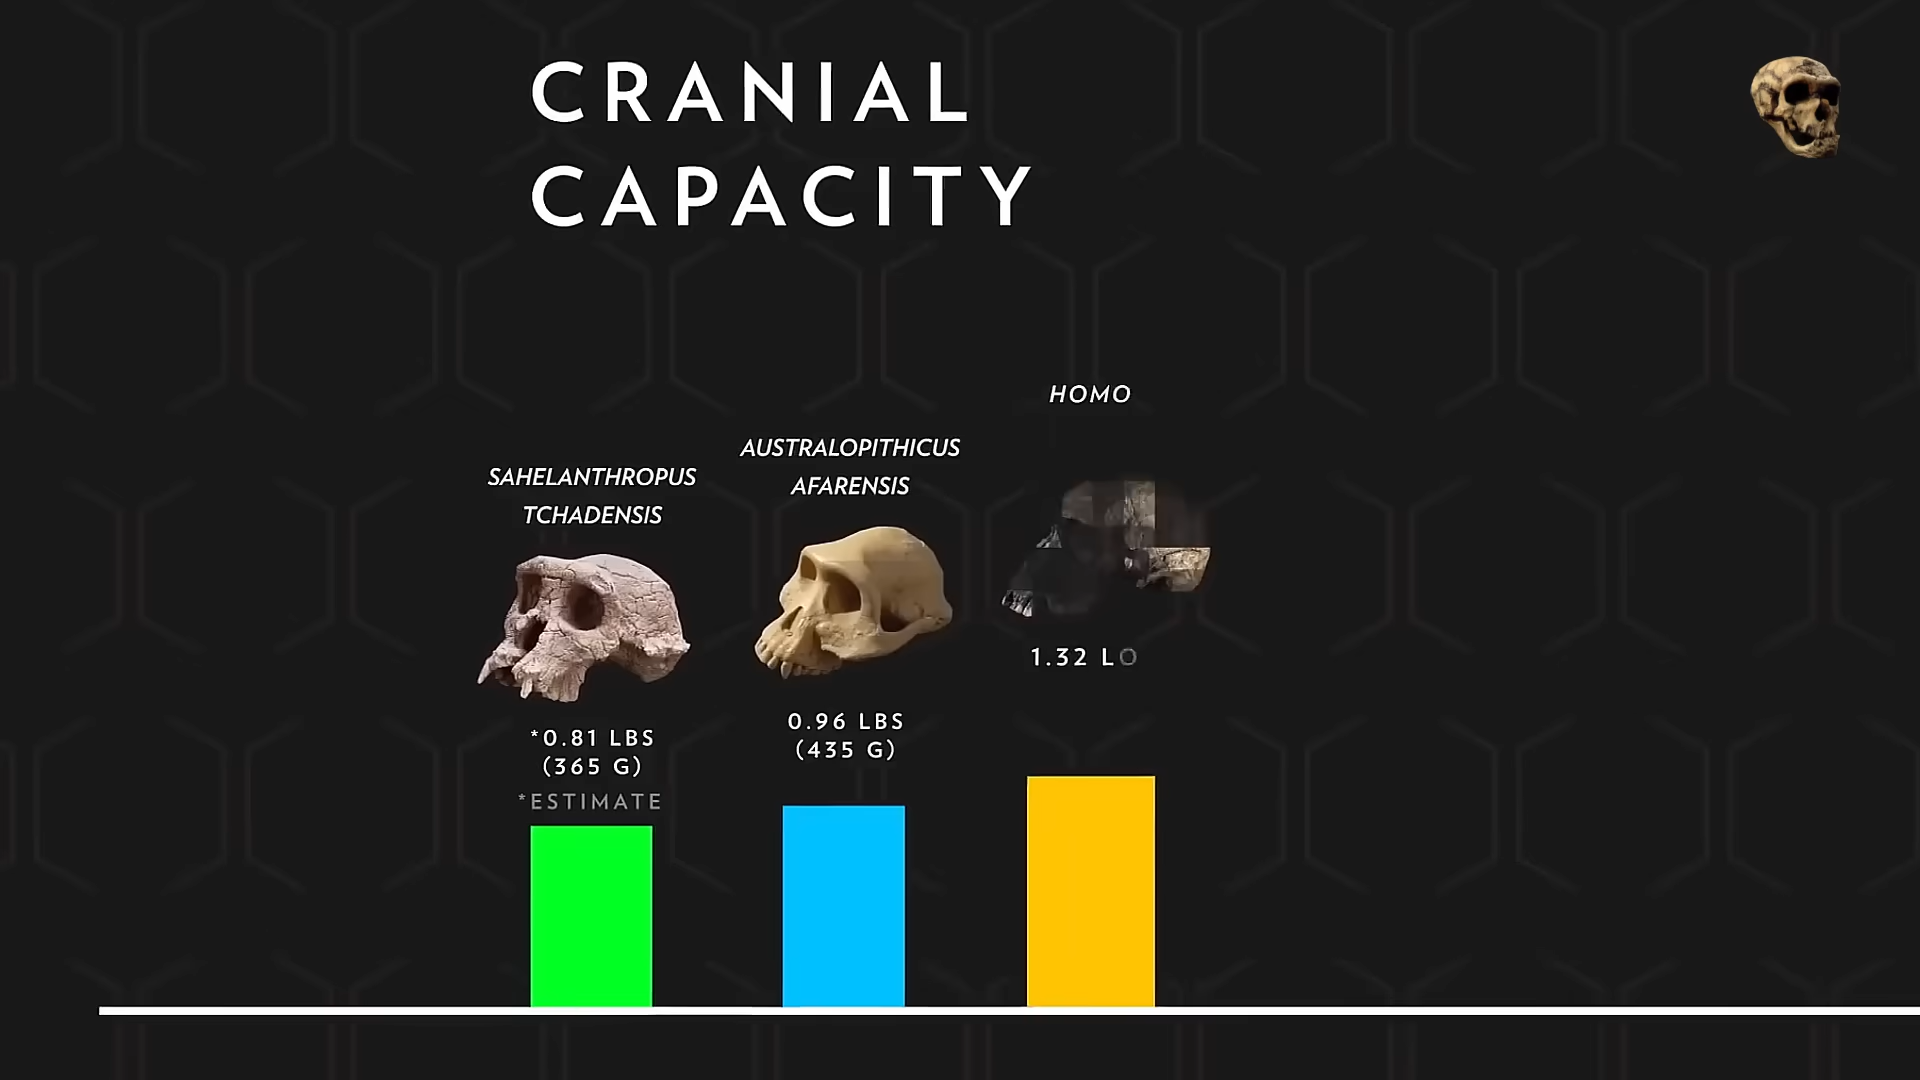 CRANIAL
CAPACITY
HOMO
AUSTRALOPITHICUS
AFARENSIS
SAHELANTHROPUS
TCHADENSIS
1.32 L
0.96 LBS
(435 G)
*0.81 LBS
(365 G)
*ESTIMATE